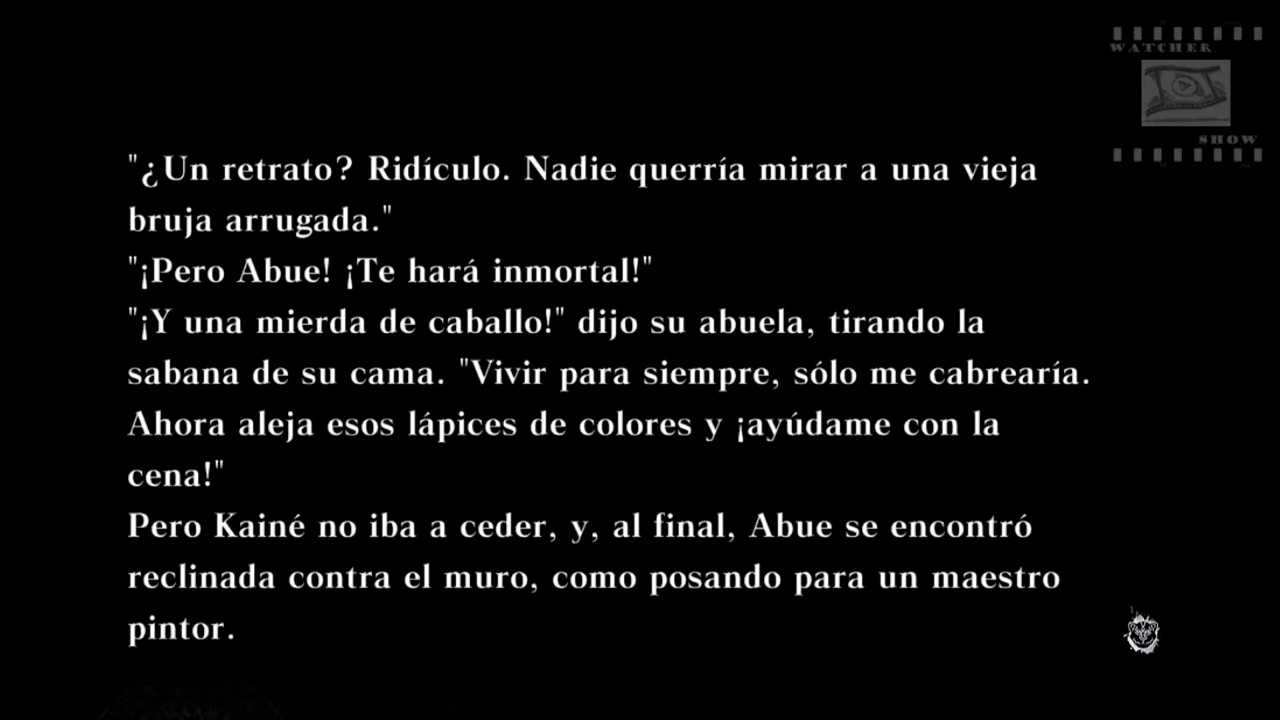 WATCHER
SHOW
"¿Un retrato? Ridículo. Nadie querría mirar a una vieja
bruja arrugada."
"¡Pero Abue! ¡Te hará inmortal!"
"¡Y una mierda de caballo!" dijo su abuela, tirando la
sabana de su cama. "Vivir para siempre, sólo me cabrearía.
Ahora aleja esos lápices de colores y ¡ayúdame con la
cena!"
Pero Kainé no iba a ceder, y, al final, Abue se encontró
reclinada contra el muro, como posando para un maestro
pintor.